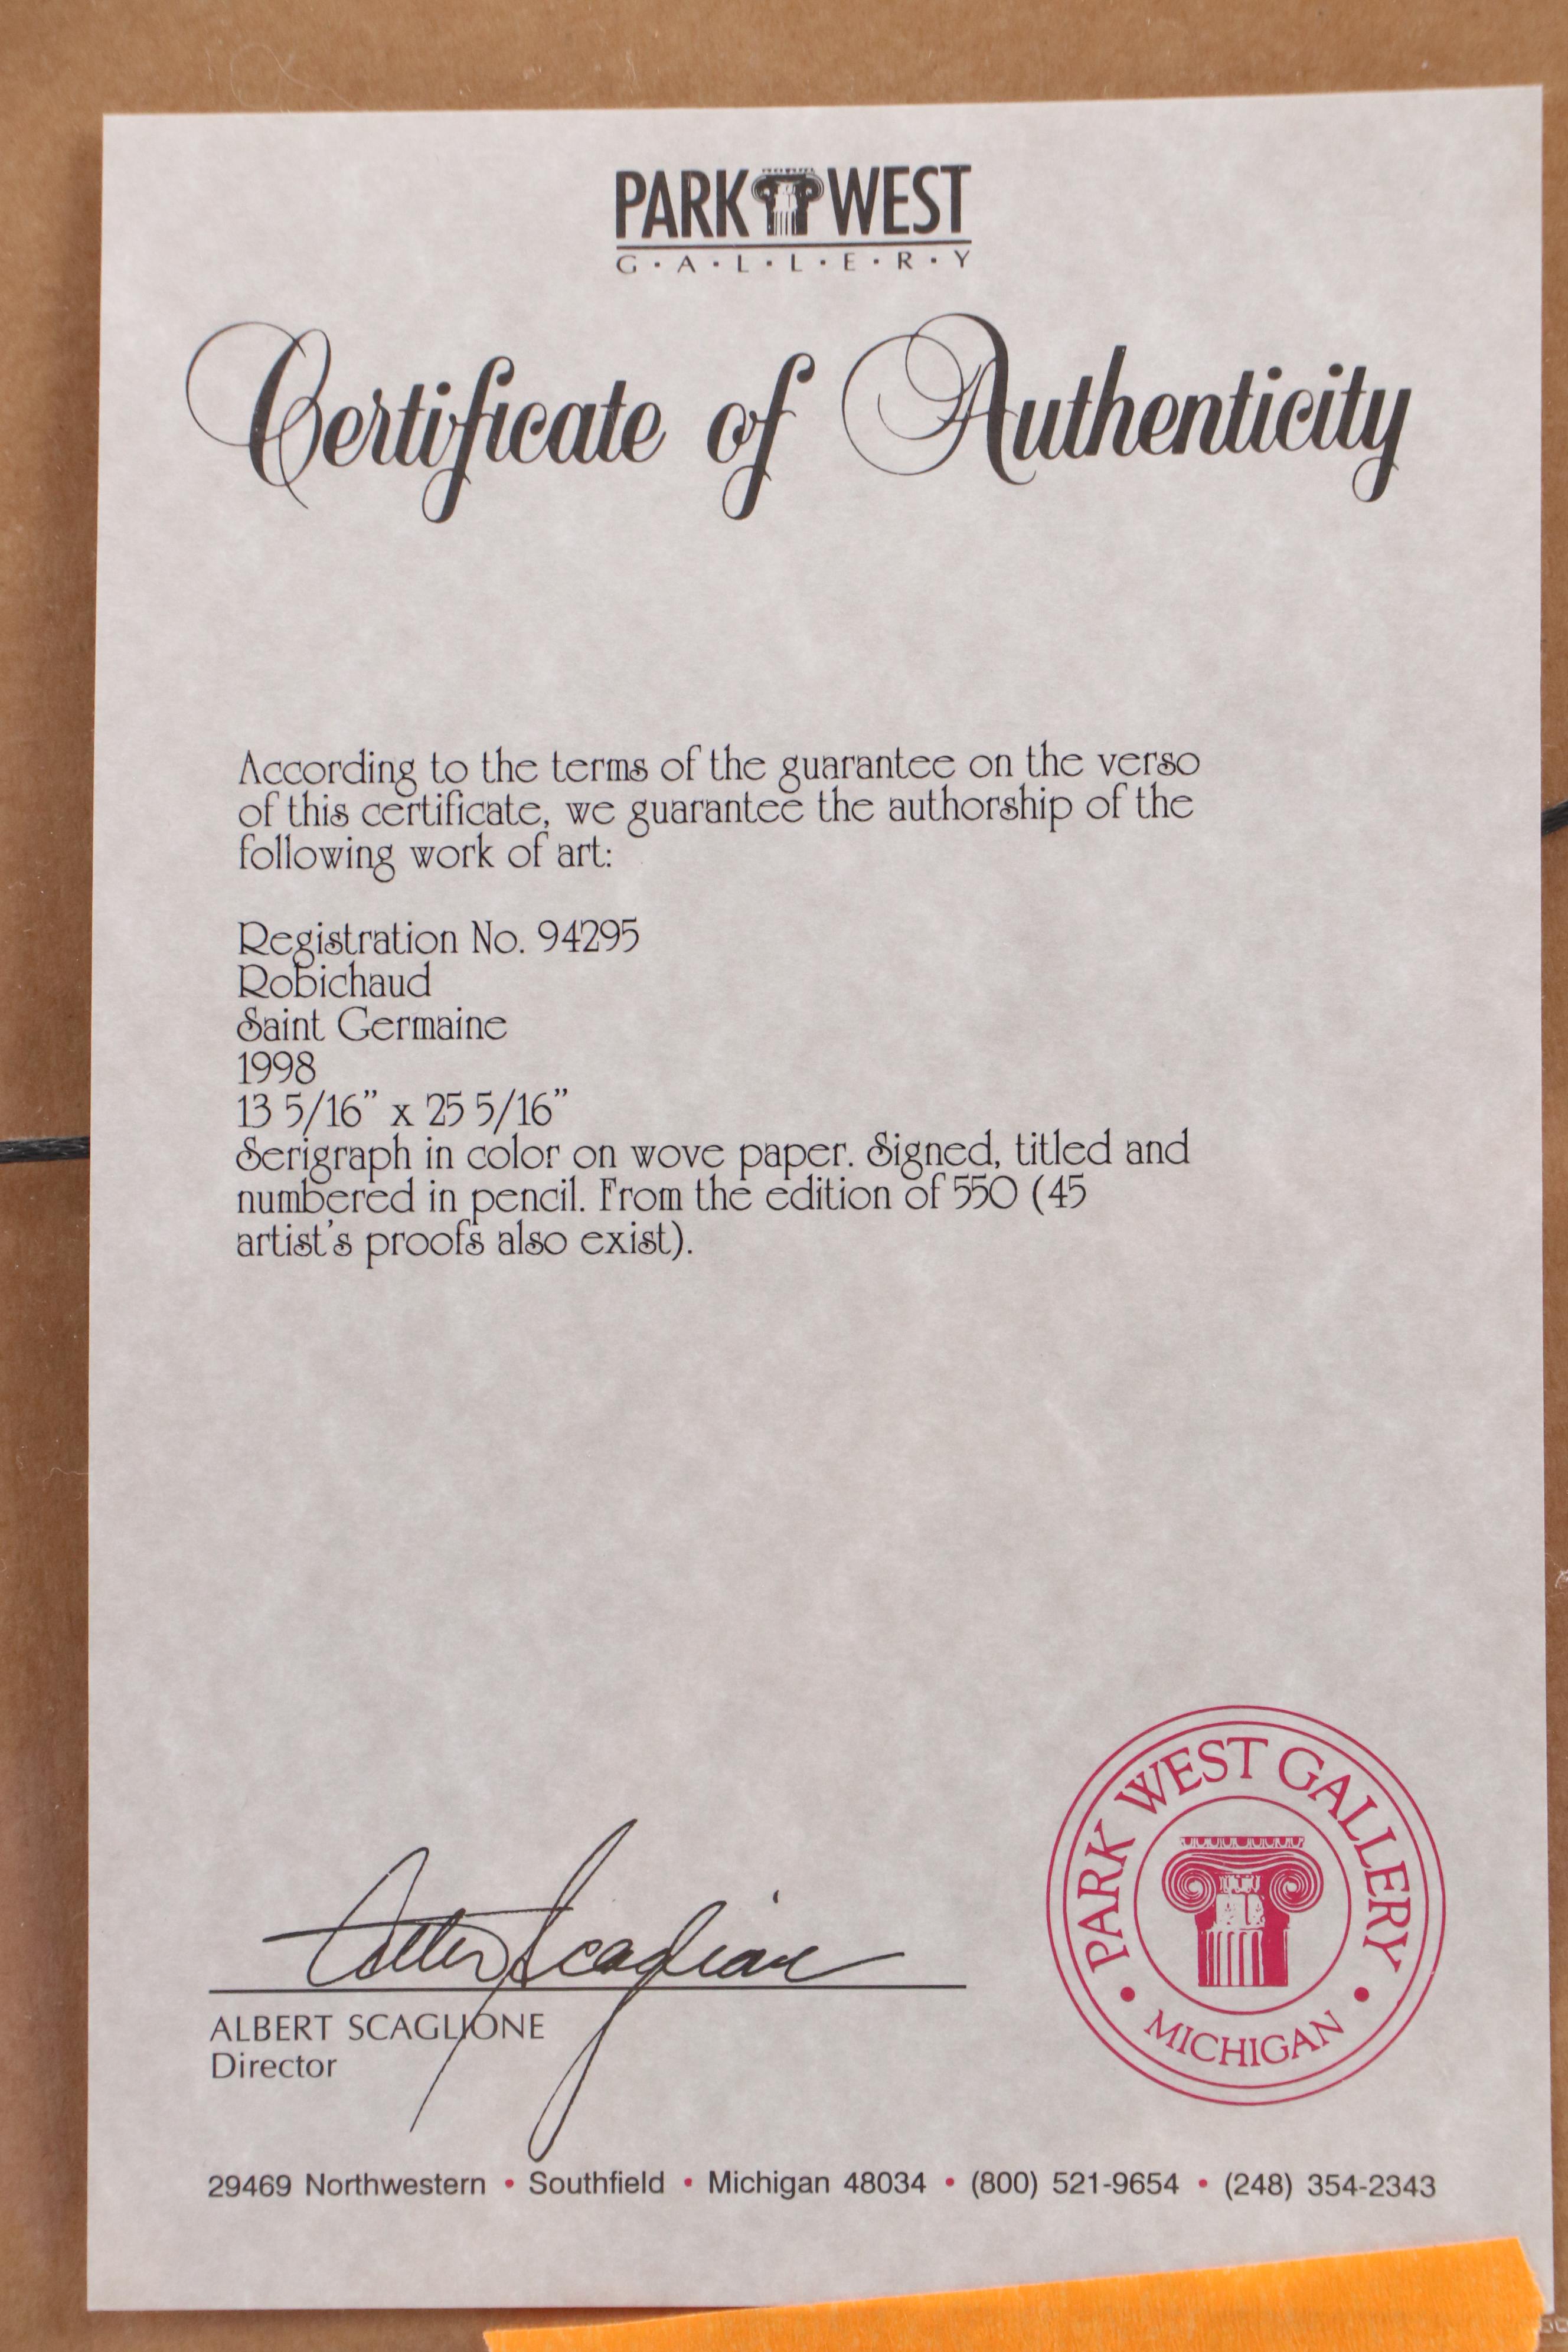 PARK WEST
G·A·L·L·E·R·Y
Certificate of Authenticity
According to the terms of the guarantee on the verso
of this certificate, we guarantee the authorship of the
following work of art:
Registration No. 94295
Robichaud
Saint Germaine
1998
13 5/16” x 25 5/16”
Serigraph in color on wove paper. Signed, titled and
numbered in pencil. From the edition of 550 (45
artist's proofs also exist).
Albert Scaglione
ALBERT SCAGLIONE
Director
PARK WEST GALLERY
• MICHIGAN •
29469 Northwestern • Southfield • Michigan 48034 • (800) 521-9654 • (248) 354-2343